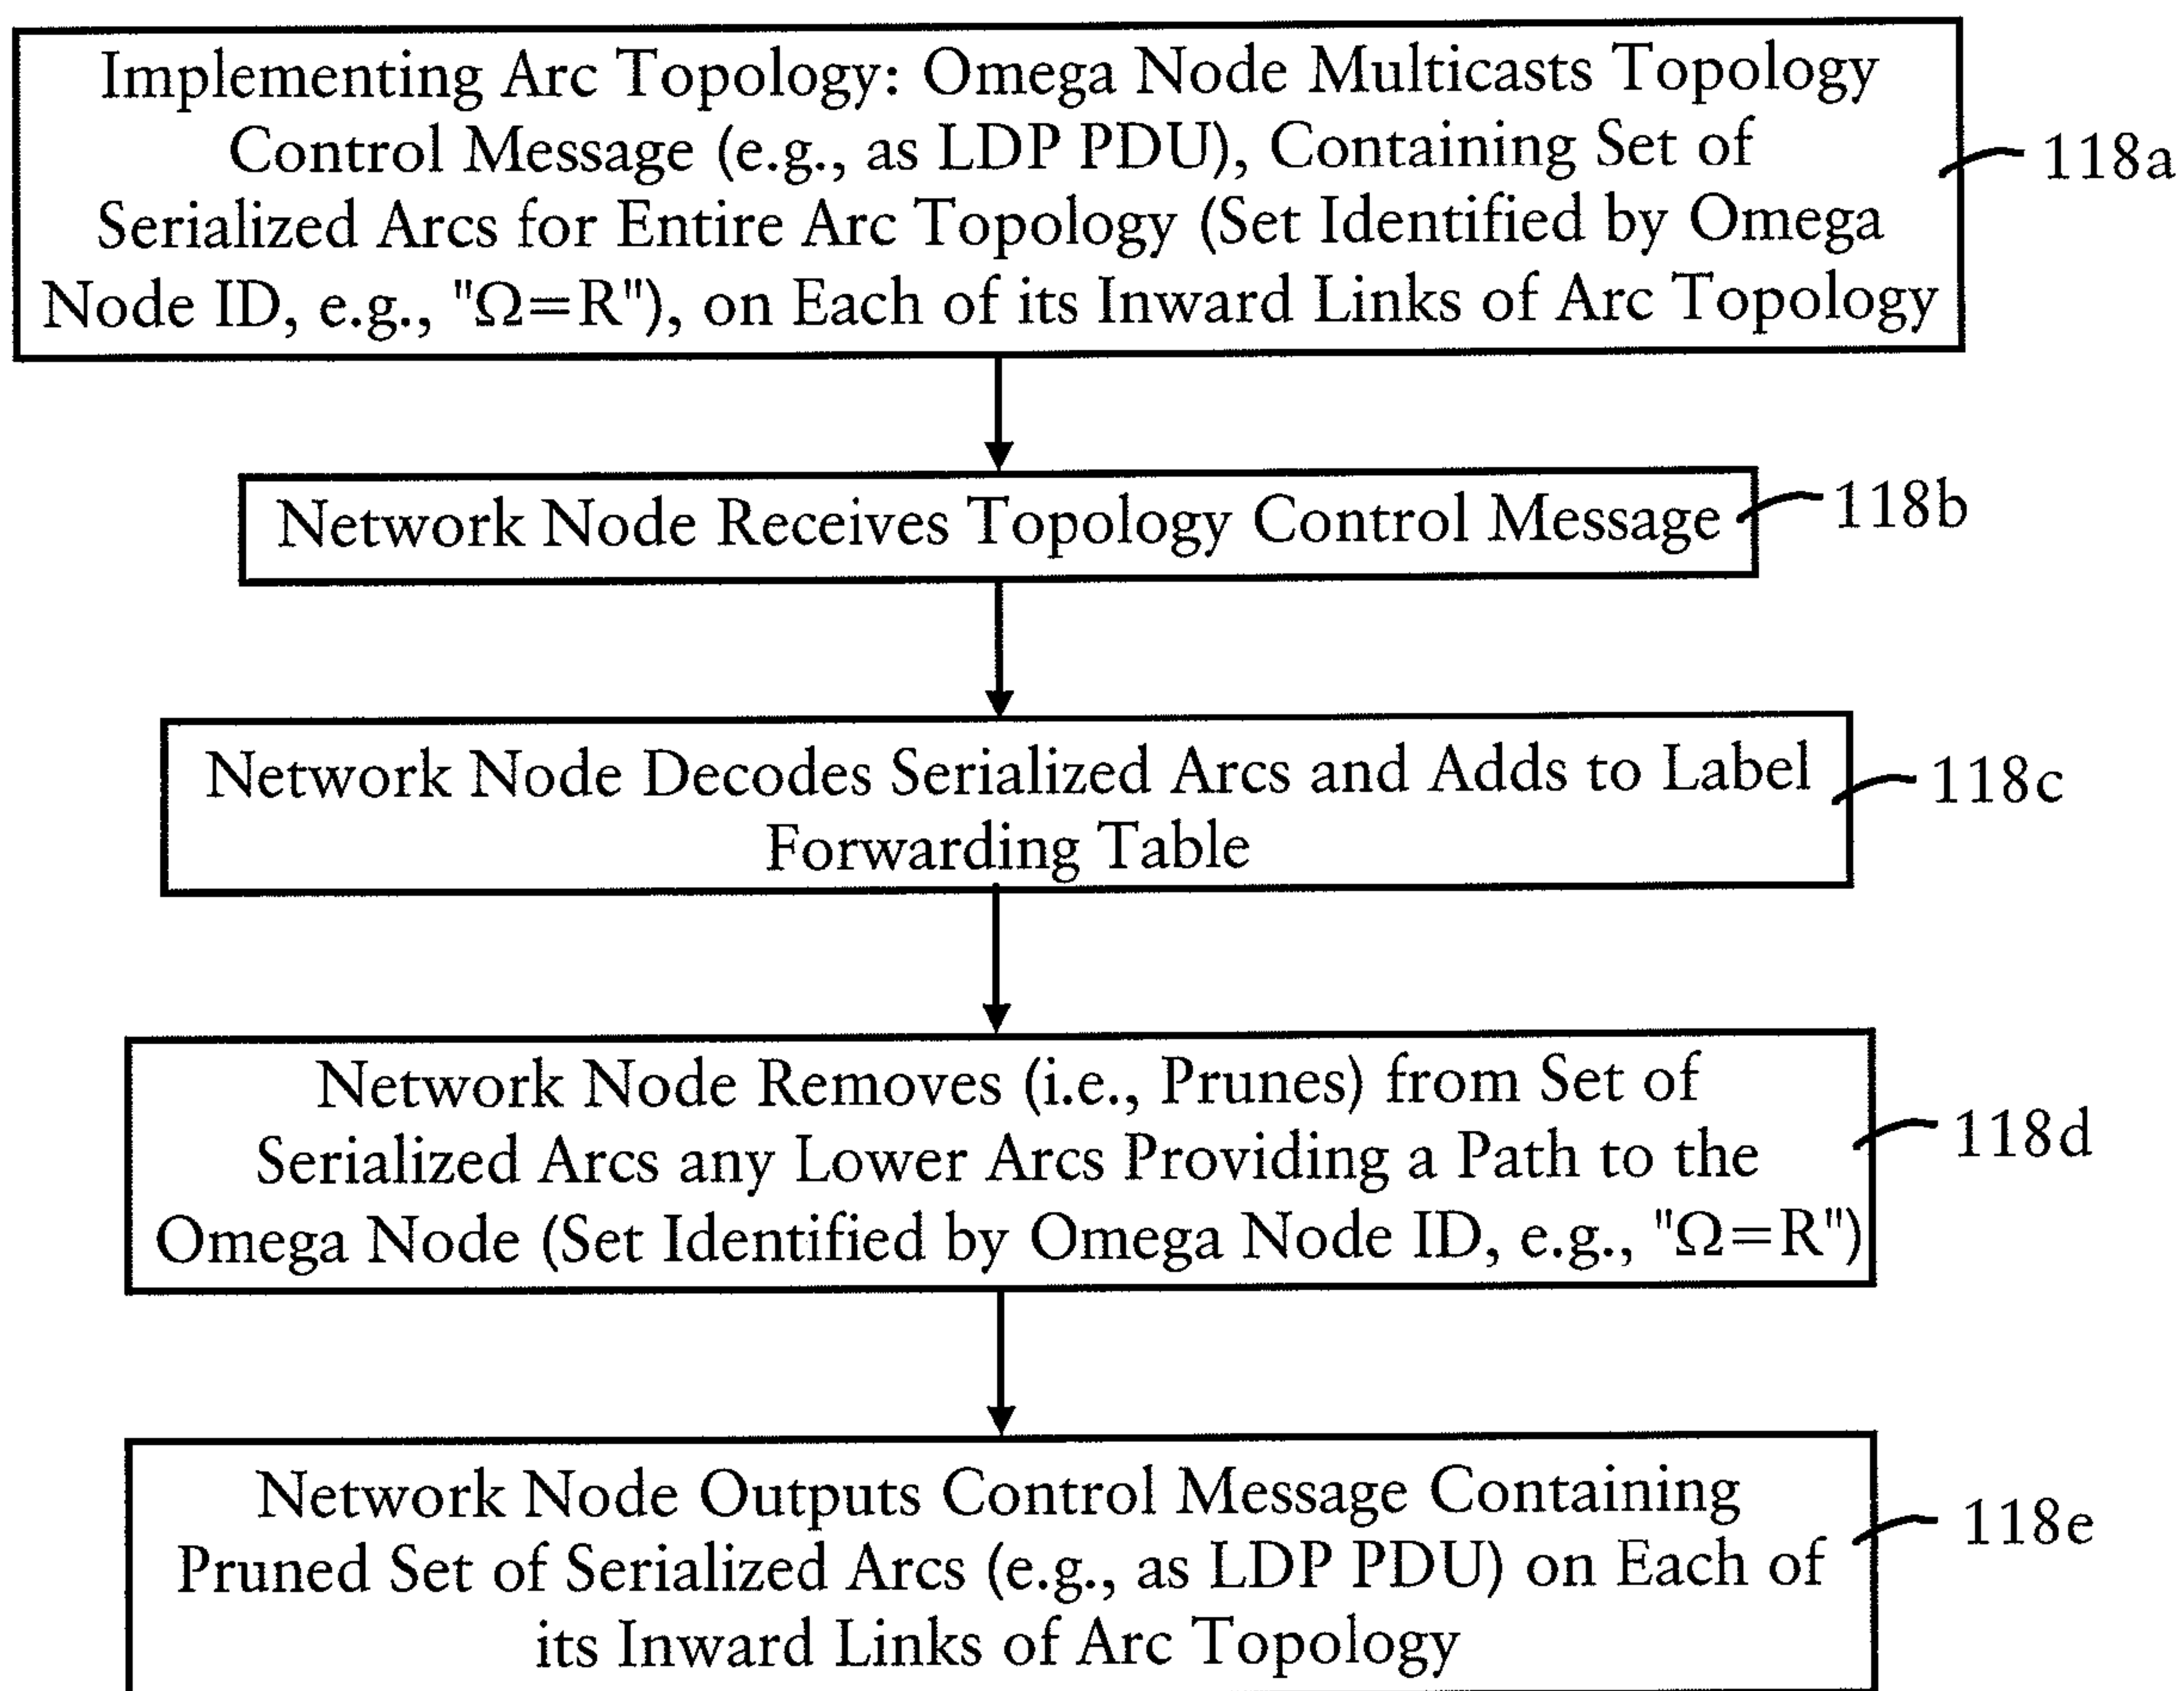 Implementing Arc Topology: Omega Node Multicasts Topology
Control Message (e.g., as LDP PDU), Containing Set of
Serialized Arcs for Entire Arc Topology (Set Identified by Omega
Node ID, e.g., "Ω=R"), on Each of its Inward Links of Arc Topology
118a
Network Node Receives Topology Control Message
118b
Network Node Decodes Serialized Arcs and Adds to Label
Forwarding Table
118c
Network Node Removes (i.e., Prunes) from Set of
Serialized Arcs any Lower Arcs Providing a Path to the
Omega Node (Set Identified by Omega Node ID, e.g., "Ω=R")
118d
Network Node Outputs Control Message Containing
Pruned Set of Serialized Arcs (e.g., as LDP PDU) on Each of
its Inward Links of Arc Topology
118e